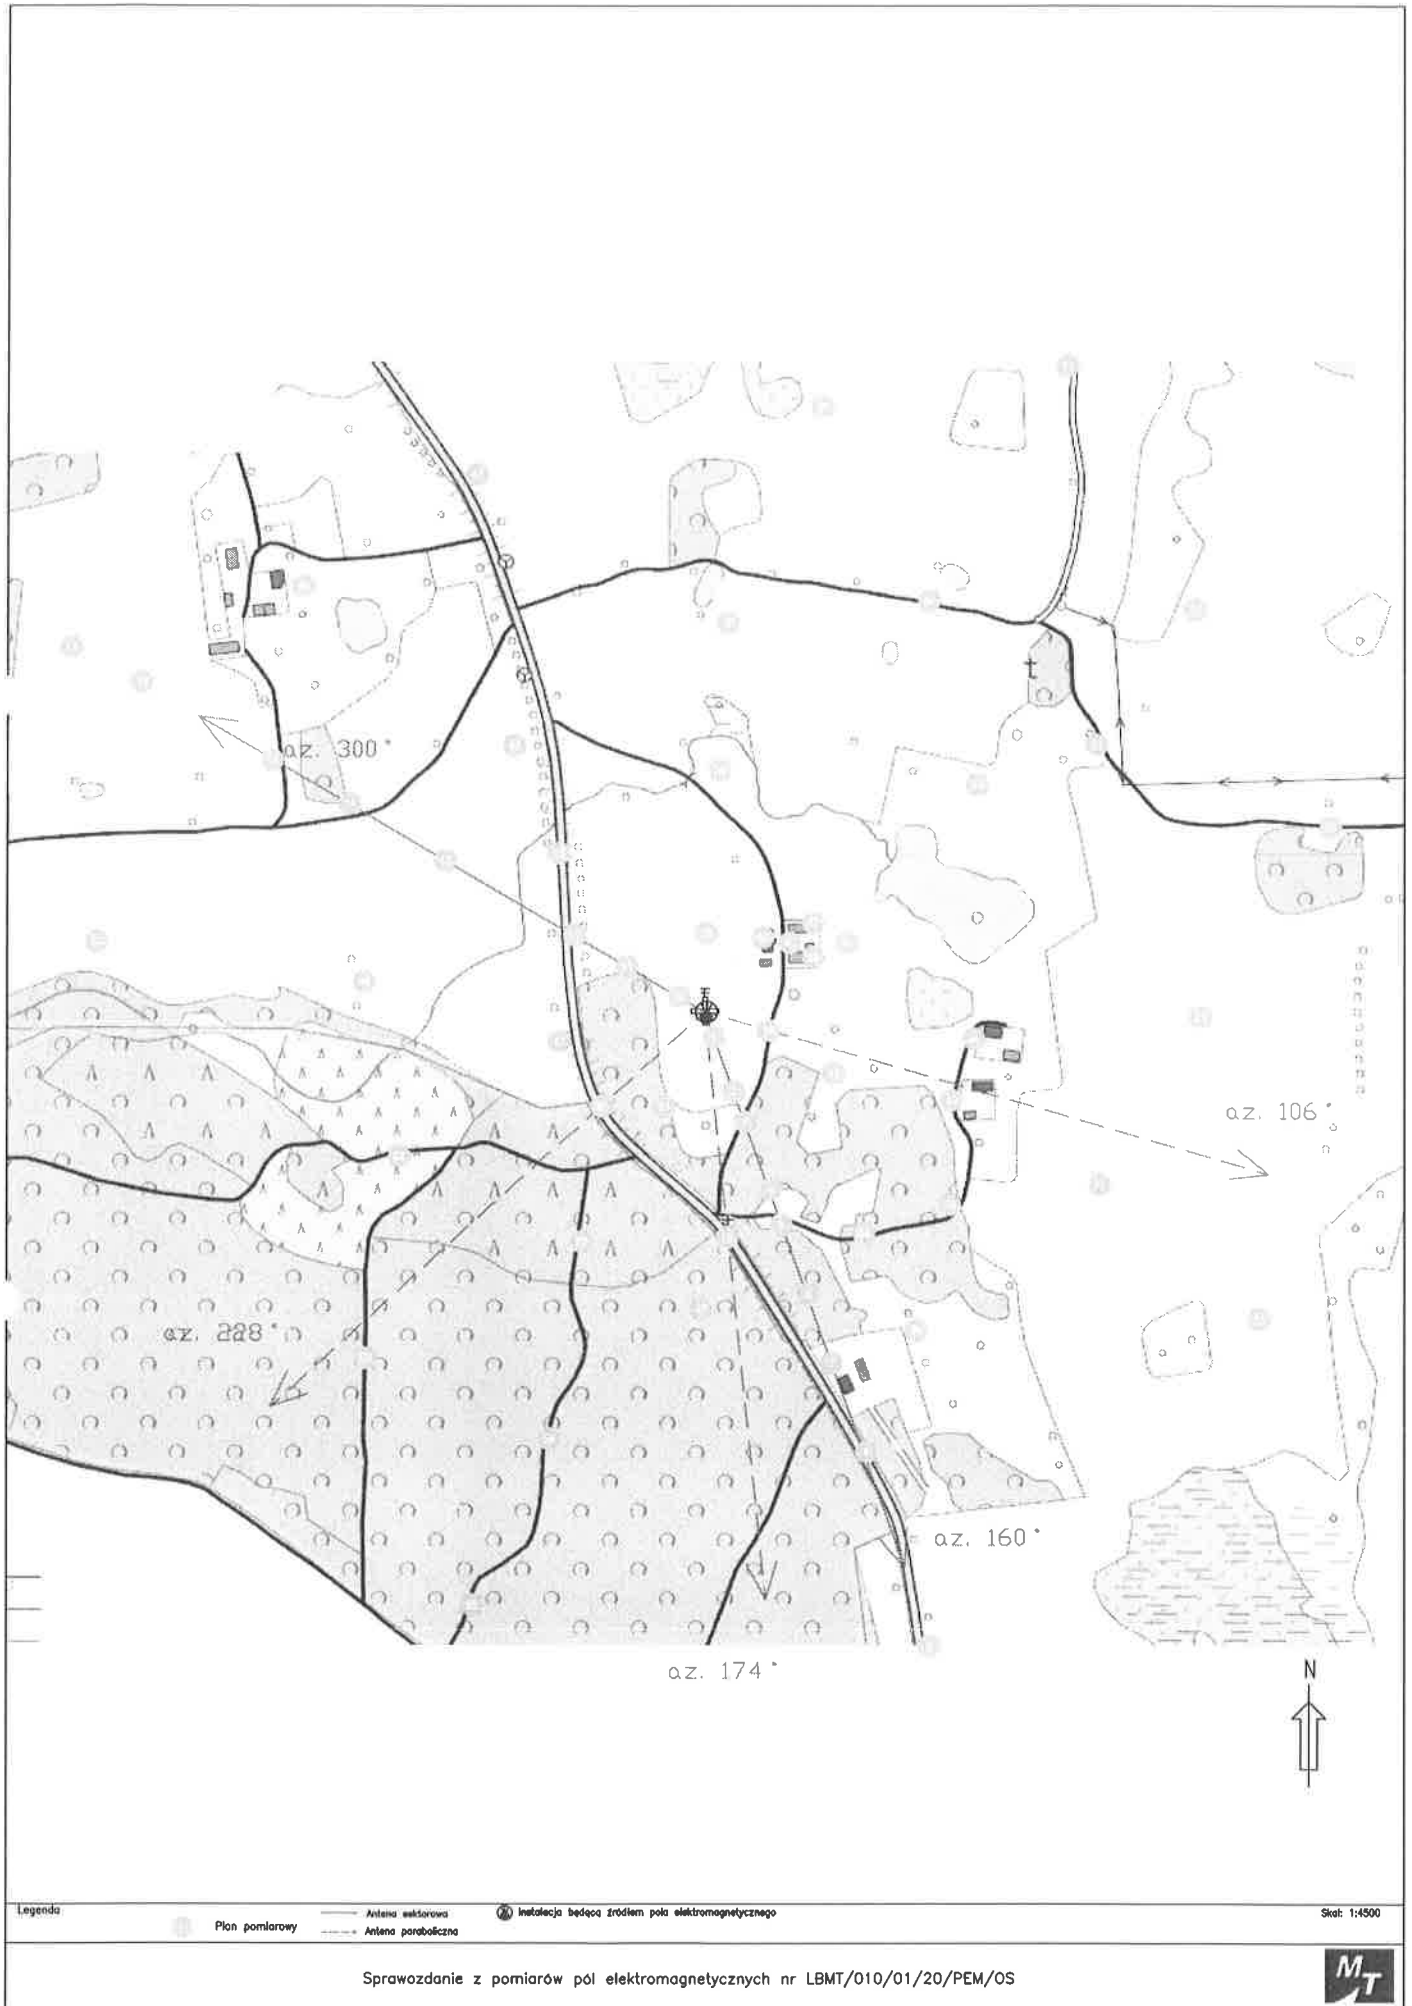 az. 300°
az. 106°
az. 228°
az. 160°
az. 174°
N
Legenda
Plan pomiarowy
Antena sektorowa
Antena paraboliczna
Instalacja będąca źródłem pola elektromagnetycznego
Skal: 1:4500
Sprawozdanie z pomiarów pól elektromagnetycznych nr LBMT/010/01/20/PEM/OS
MT